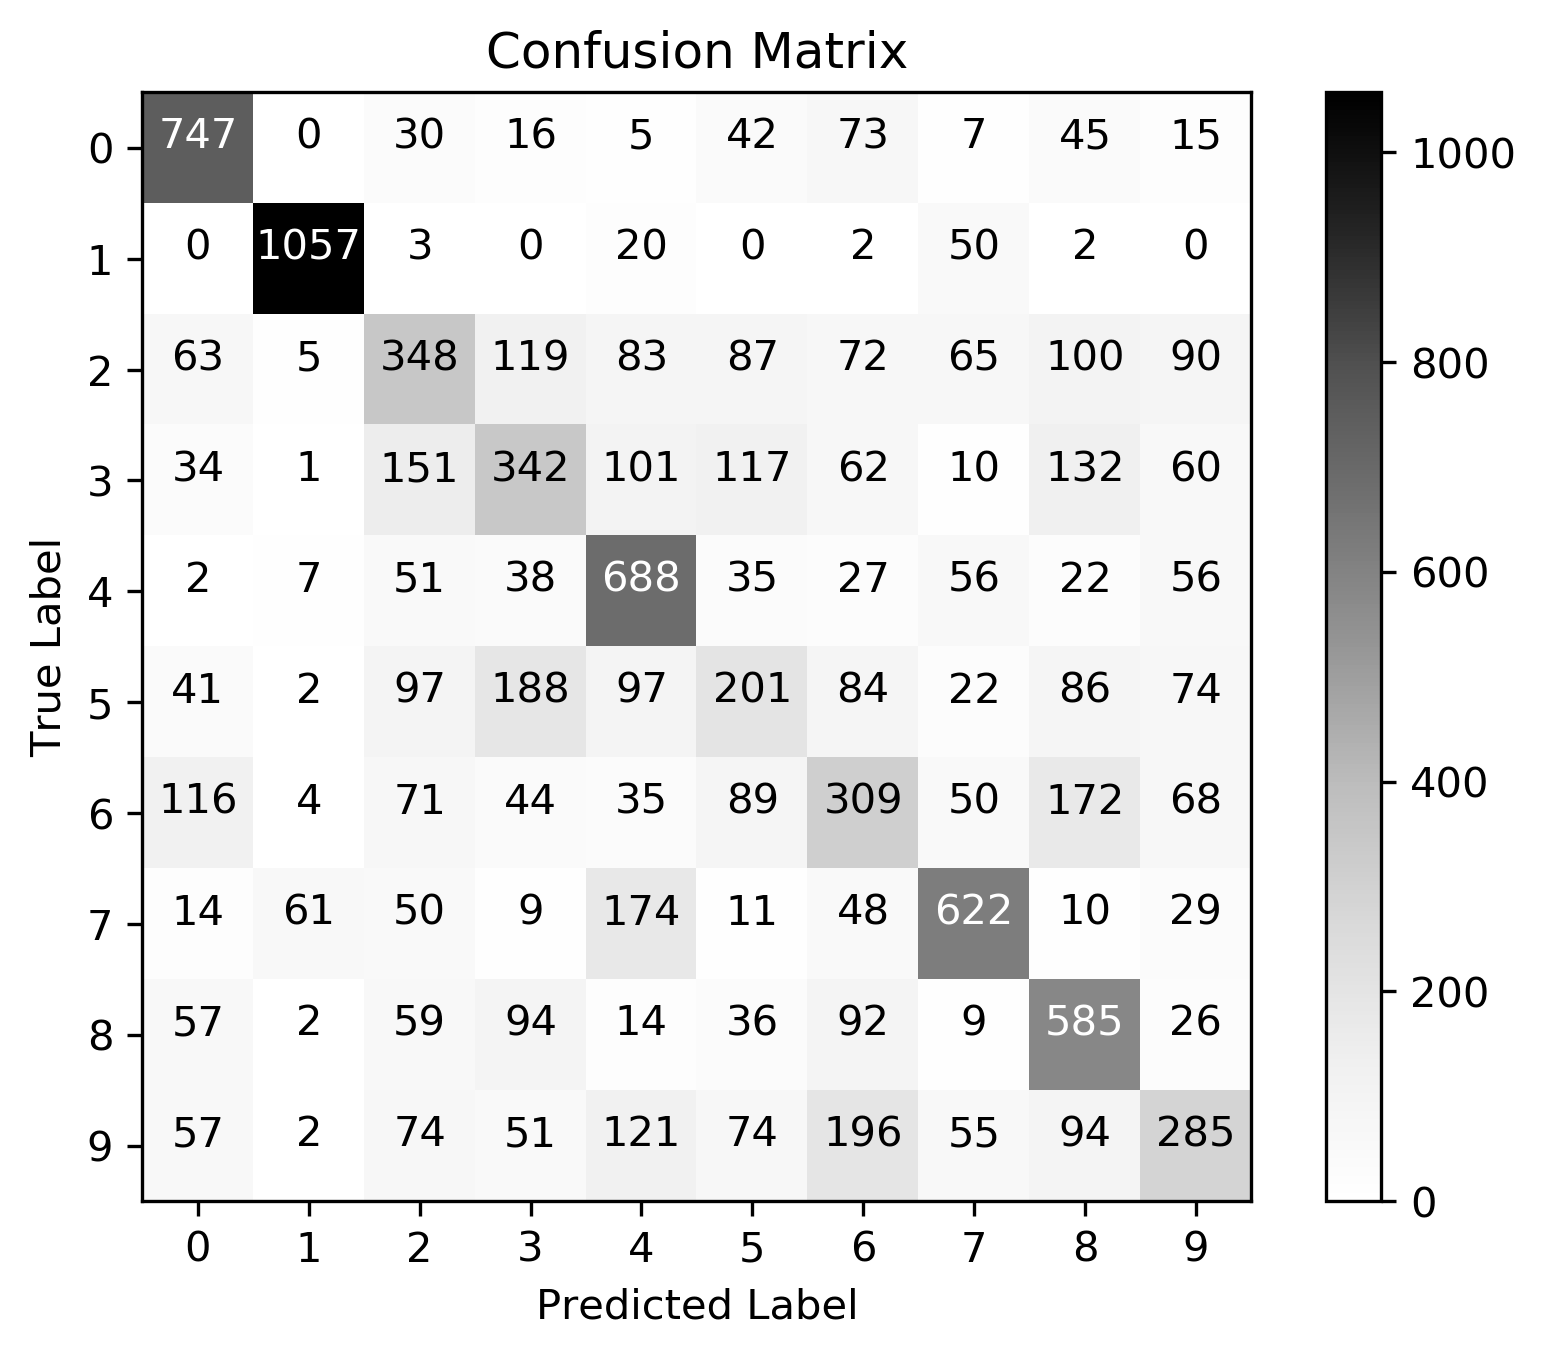 Confusion Matrix
0 747 0 30 16 5 42 73 7 45 15
1 0 1057 3 0 20 0 2 50 2 0
2 63 5 348 119 83 87 72 65 100 90
3 34 1 151 342 101 117 62 10 132 60
4 2 7 51 38 688 35 27 56 22 56
5 41 2 97 188 97 201 84 22 86 74
6 116 4 71 44 35 89 309 50 172 68
7 14 61 50 9 174 11 48 622 10 29
8 57 2 59 94 14 36 92 9 585 26
9 57 2 74 51 121 74 196 55 94 285
0 1 2 3 4 5 6 7 8 9
Predicted Label
True Label
1000
800
600
400
200
0